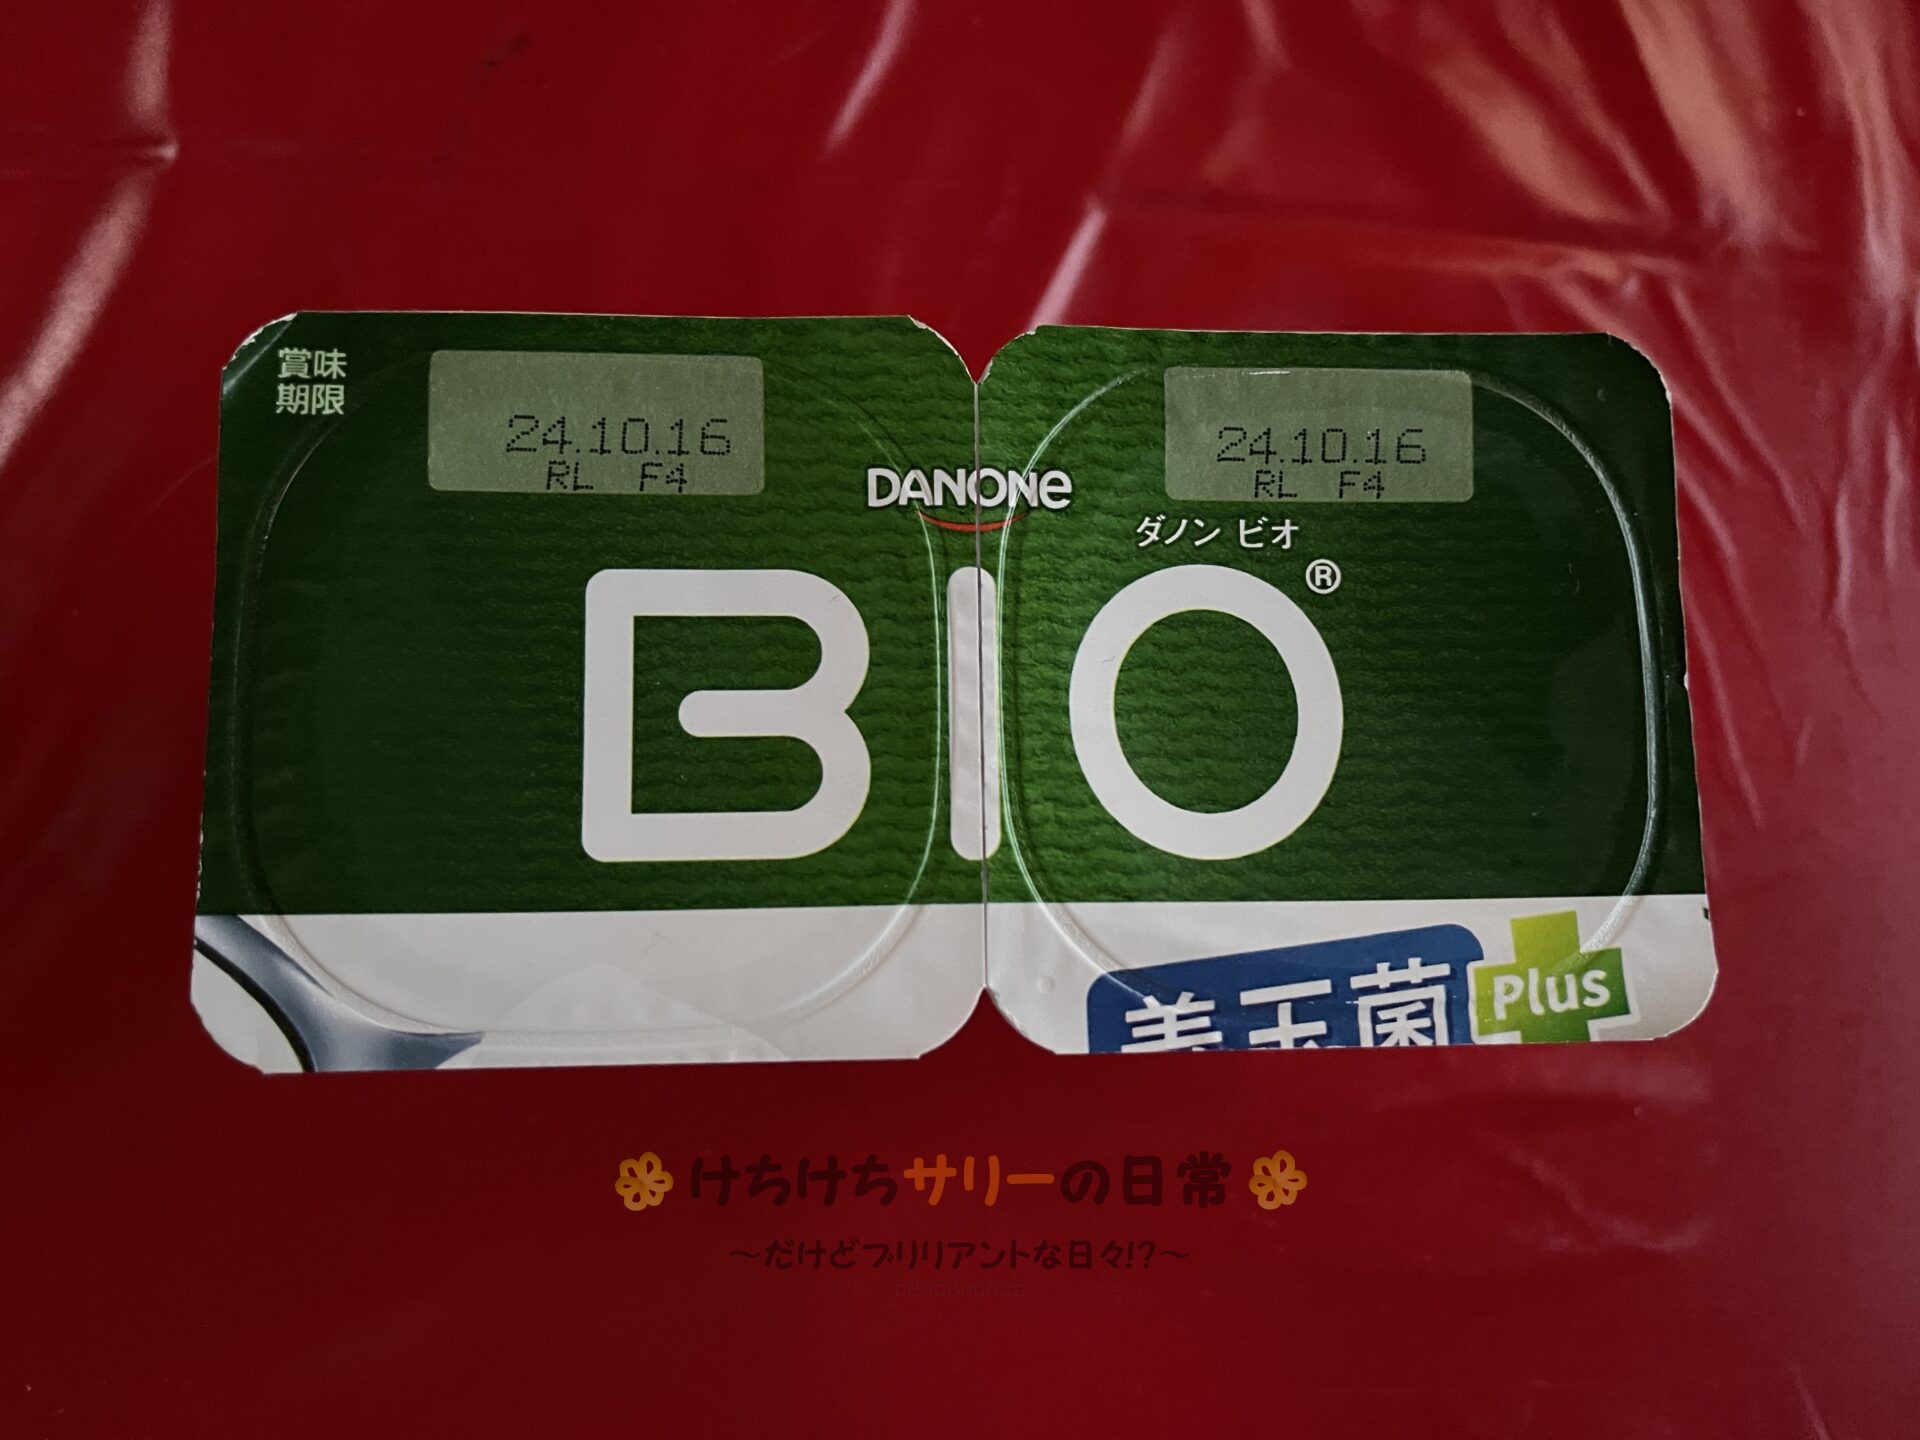 賞味
期限
24.10.16
RL F4
24.10.16
RL F4
DANONE
ダノン ビオ
BIO®
Plus
けちけちサリーの日常
～だけどブリリアントな日々!?～